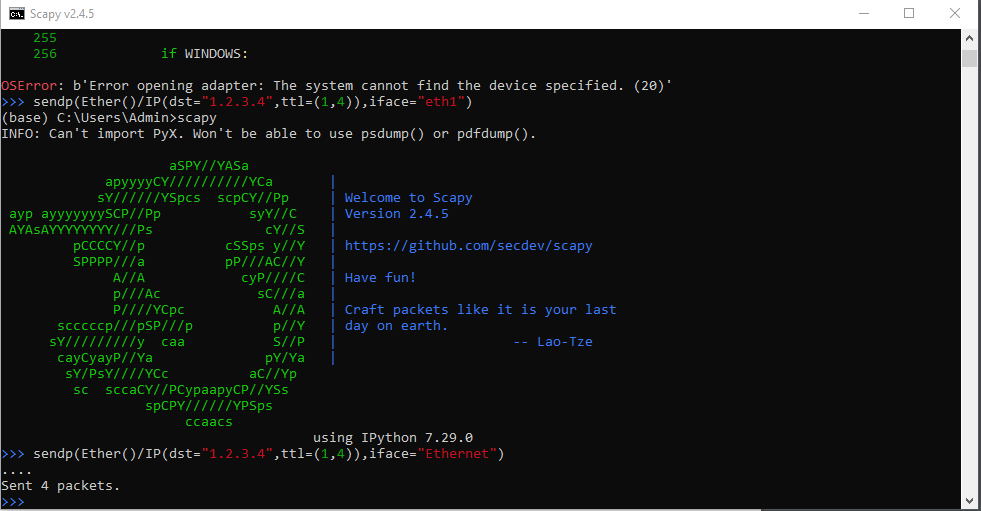 Scapy v2.4.5
255
256 if WINDOWS:
OSError: b'Error opening adapter: The system cannot find the device specified. (20)'
>>> sendp(Ether()/IP(dst="1.2.3.4",ttl=(1,4)),iface="eth1")
(base) C:\Users\Admin>scapy
INFO: Can't import PyX. Won't be able to use psdump() or pdfdump().
aSPY//YASa
apyyyyCY//////////YCa |
sY//////YSpcs scpCY//Pp | Welcome to Scapy
ayp ayyyyyyySCP//Pp syY//C | Version 2.4.5
AYAsAYYYYYYYY///Ps cY//S |
pCCCCY//p cSSps y//Y | https://github.com/secdev/scapy
SPPPP///a pP///AC//Y |
A//A cyP////C | Have fun!
p///Ac sC///a |
P////YCpc A//A | Craft packets like it is your last
scccccp///pSP///p p//Y | day on earth.
sY/////////y caa S//P | -- Lao-Tze
cayCyayP//Ya pY/Ya |
sY/PsY////YCc aC//Yp
sc sccaCY//PCypaapyCP//YSs
spCPY//////YPSps
ccaacs
using IPython 7.29.0
>>> sendp(Ether()/IP(dst="1.2.3.4",ttl=(1,4)),iface="Ethernet")
....
Sent 4 packets.
>>>